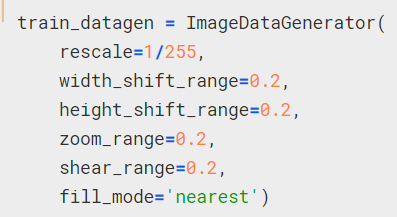 train_datagen = ImageDataGenerator(
    rescale=1/255,
    width_shift_range=0.2,
    height_shift_range=0.2,
    zoom_range=0.2,
    shear_range=0.2,
    fill_mode='nearest')